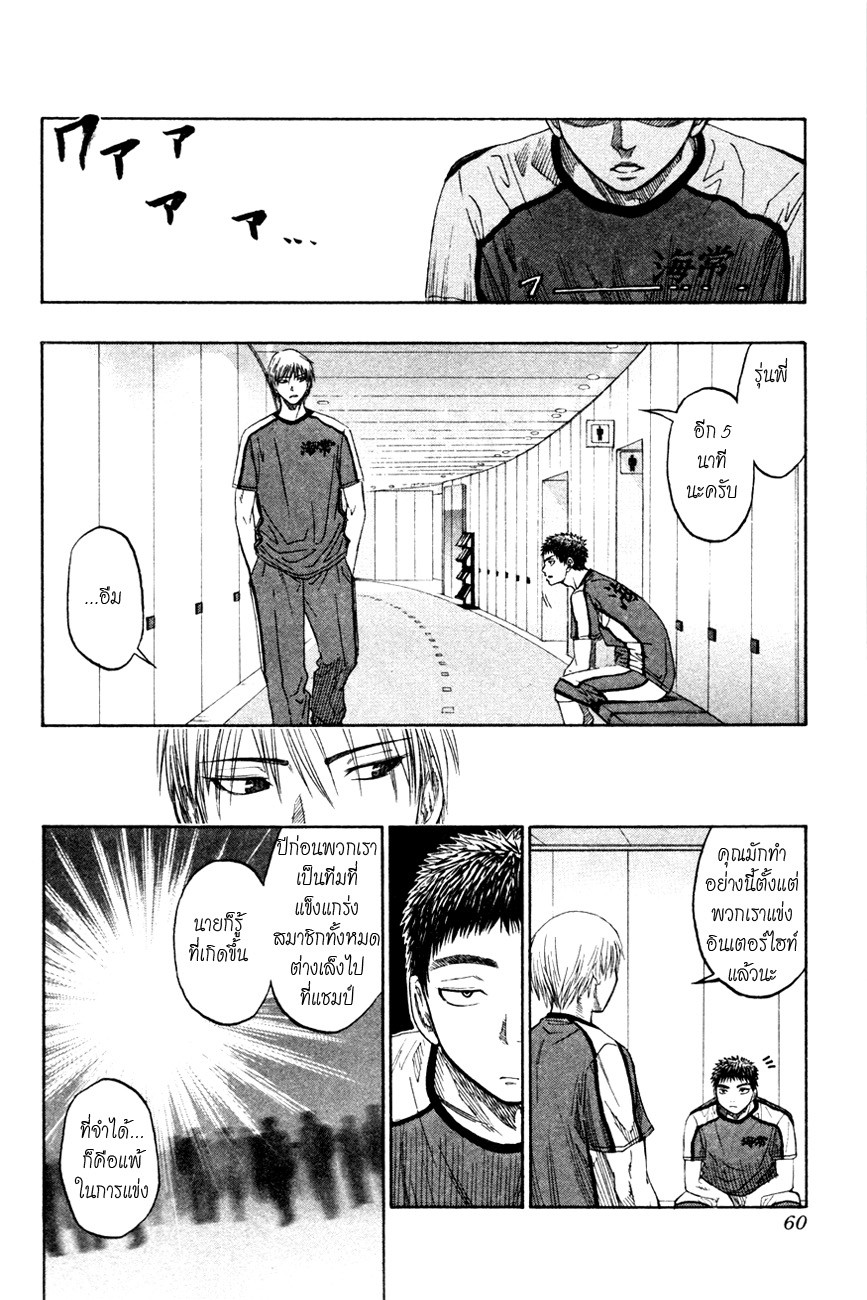 ワァァ
ァァ
ァ...
海常
フ
รุ่นพี่
อีก 5
นาที
นะครับ
海常
...อืม
คุณมักทำ
อย่างนี้ตั้งแต่
พวกเราแข่ง
อินเตอร์ไฮท์
แล้วนะ
海常
ปีก่อนพวกเรา
เป็นทีมที่
แข็งแกร่ง
สมาชิกทั้งหมด
ต่างเล็งไป
ที่แชมป์
นายก็รู้
ที่เกิดขึ้น
ที่จำได้...
ก็คือแพ้
ในการแข่ง
60